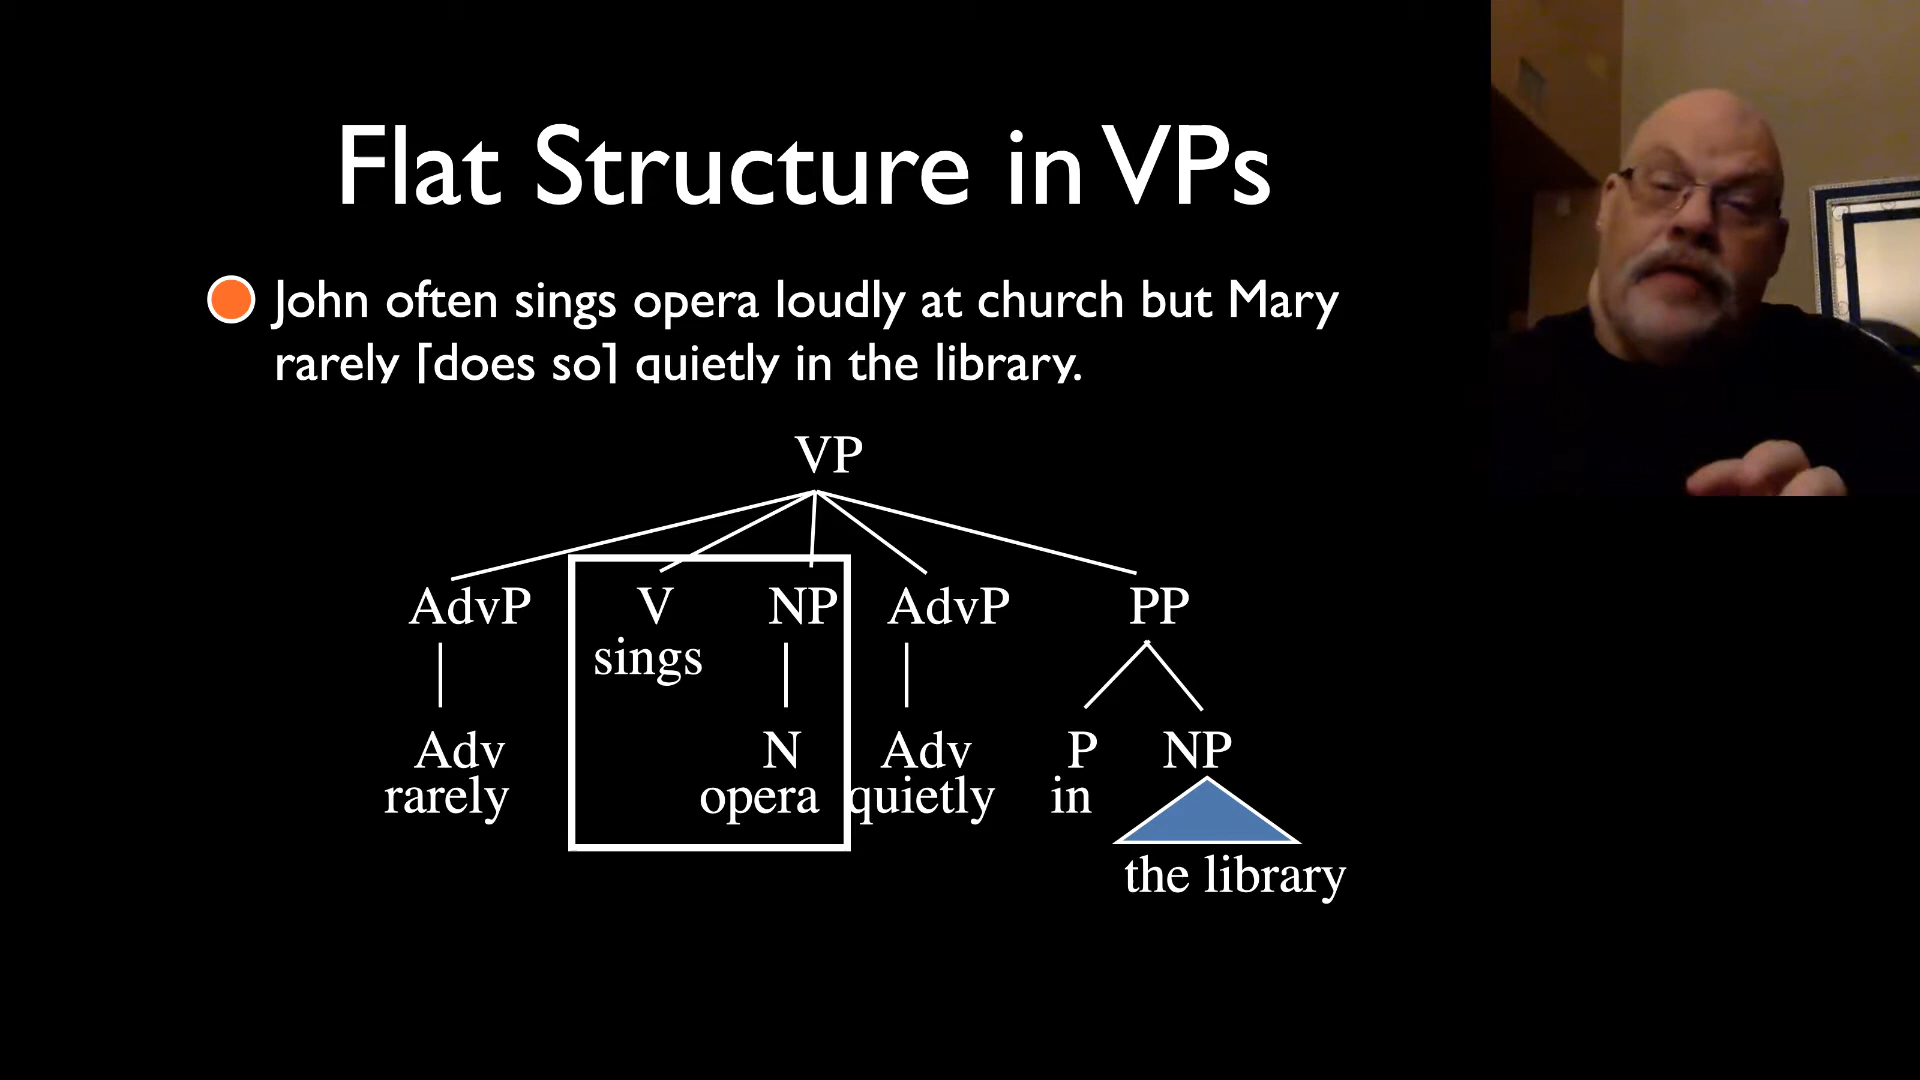 Flat Structure in VPs
John often sings opera loudly at church but Mary
rarely [does so] quietly in the library.
VP
AdvP V NP AdvP PP
sings
Adv N Adv P NP
rarely opera quietly in
the library